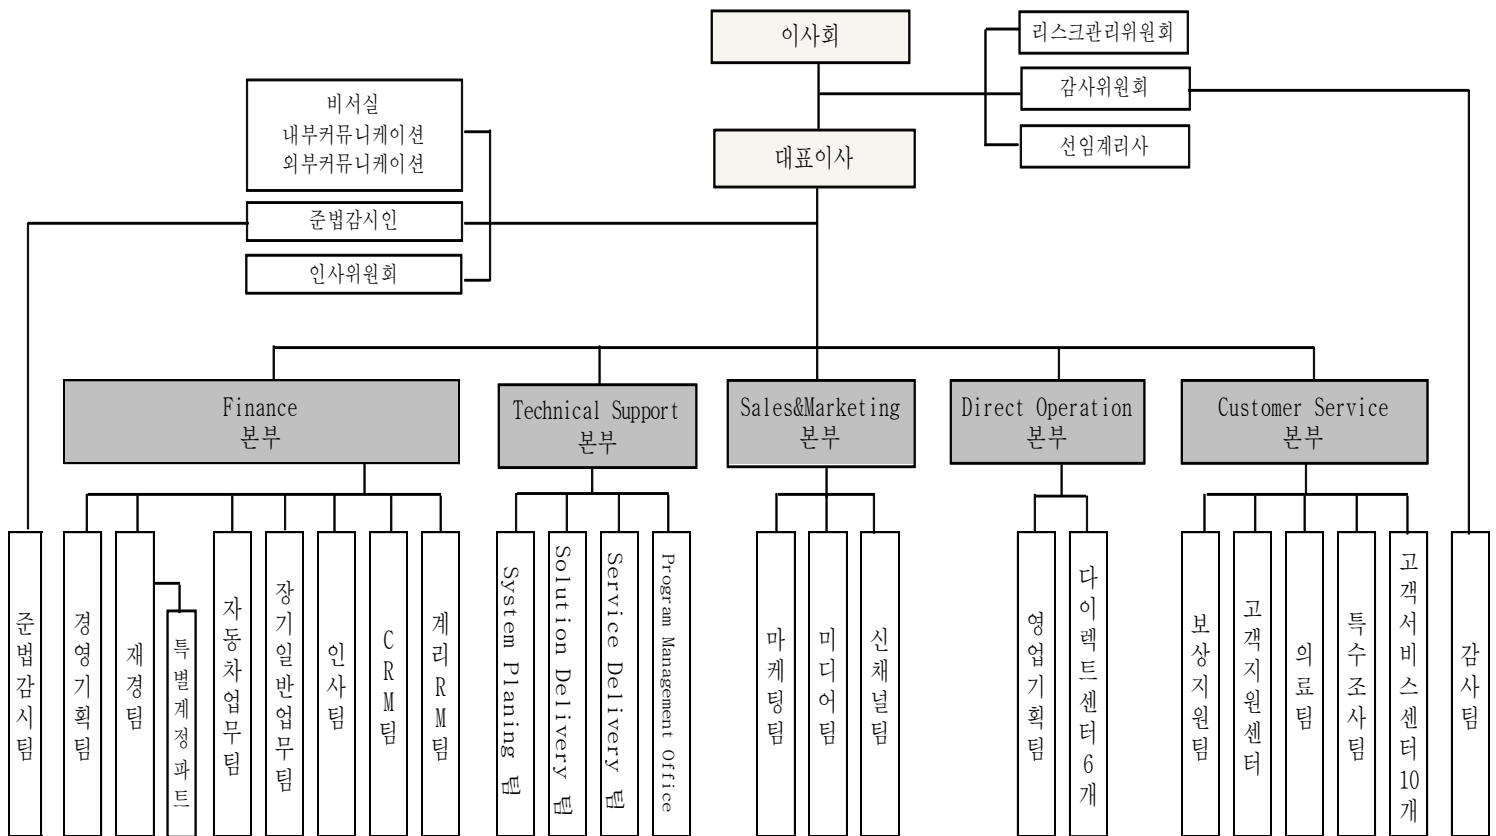 이사회
리스크관리위원회
감사위원회
선임계리사
비서실
내부커뮤니케이션
외부커뮤니케이션
대표이사
준법감시인
인사위원회
Finance
본부
Technical Support
본부
Sales&Marketing
본부
Direct Operation
본부
Customer Service
본부
준법감시팀
경영기획팀
재경팀
특별계정파트
자동차업무팀
장기일반업무팀
인사팀
CRM팀
계리RM팀
System Planing 팀
Solution Delivery 팀
Service Delivery 팀
Program Management Office
마케팅팀
미디어팀
신채널팀
영업기획팀
다이렉트센터6개
보상지원팀
고객지원센터
의료팀
특수조사팀
고객서비스센터10개
감사팀